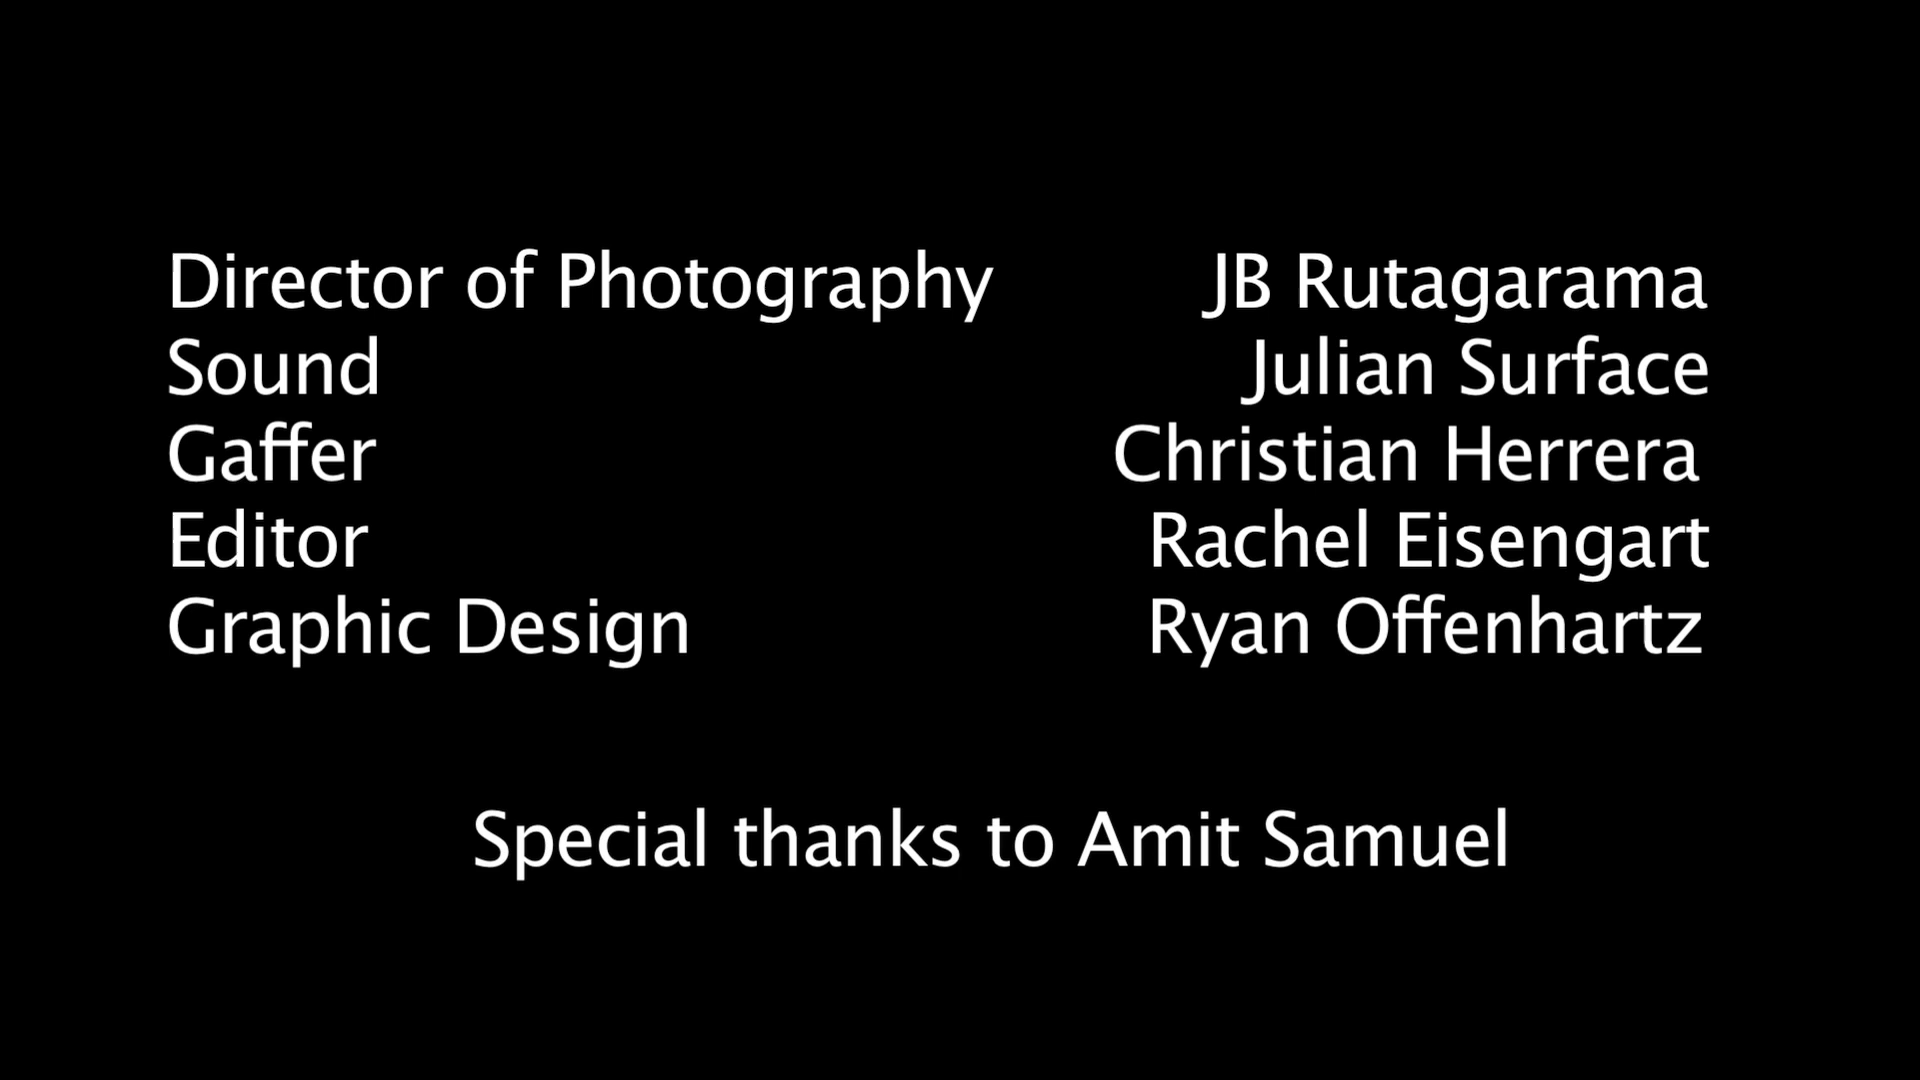 Director of Photography JB Rutagarama
Sound Julian Surface
Gaffer Christian Herrera
Editor Rachel Eisengart
Graphic Design Ryan Offenhartz
Special thanks to Amit Samuel